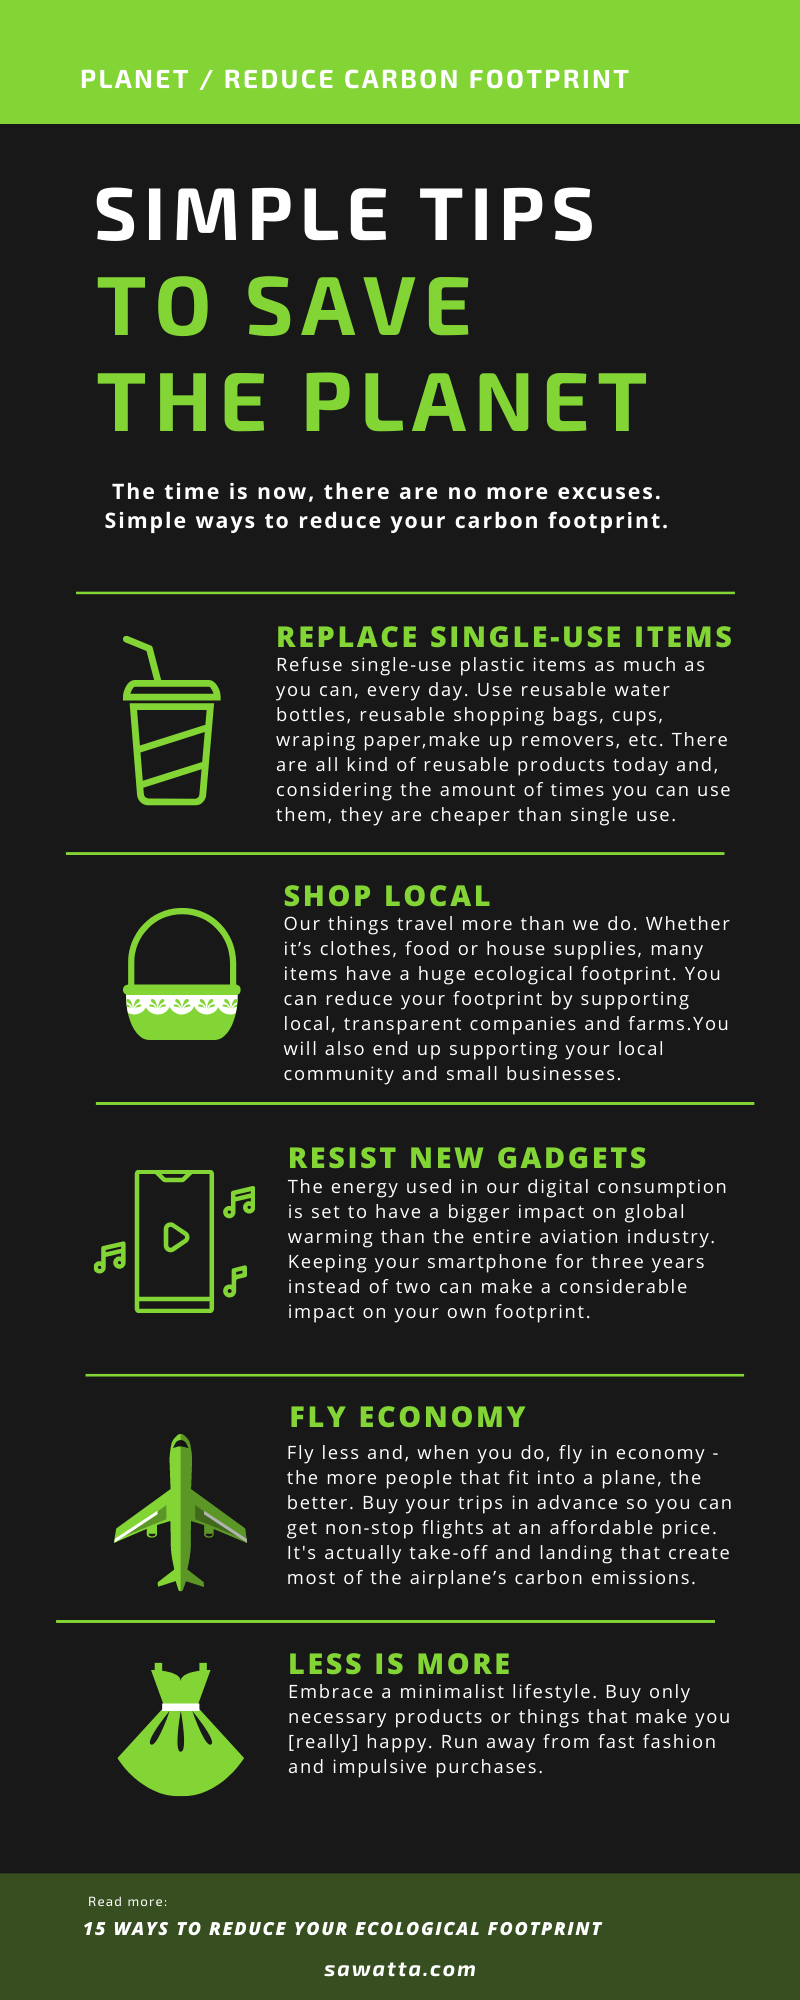 PLANET / REDUCE CARBON FOOTPRINT
SIMPLE TIPS
TO SAVE
THE PLANET
The time is now, there are no more excuses.
Simple ways to reduce your carbon footprint.
REPLACE SINGLE-USE ITEMS
Refuse single-use plastic items as much as
you can, every day. Use reusable water
bottles, reusable shopping bags, cups,
wraping paper,make up removers, etc. There
are all kind of reusable products today and,
considering the amount of times you can use
them, they are cheaper than single use.
SHOP LOCAL
Our things travel more than we do. Whether
it’s clothes, food or house supplies, many
items have a huge ecological footprint. You
can reduce your footprint by supporting
local, transparent companies and farms.You
will also end up supporting your local
community and small businesses.
RESIST NEW GADGETS
The energy used in our digital consumption
is set to have a bigger impact on global
warming than the entire aviation industry.
Keeping your smartphone for three years
instead of two can make a considerable
impact on your own footprint.
FLY ECONOMY
Fly less and, when you do, fly in economy -
the more people that fit into a plane, the
better. Buy your trips in advance so you can
get non-stop flights at an affordable price.
It's actually take-off and landing that create
most of the airplane’s carbon emissions.
LESS IS MORE
Embrace a minimalist lifestyle. Buy only
necessary products or things that make you
[really] happy. Run away from fast fashion
and impulsive purchases.
Read more:
15 WAYS TO REDUCE YOUR ECOLOGICAL FOOTPRINT
sawatta.com